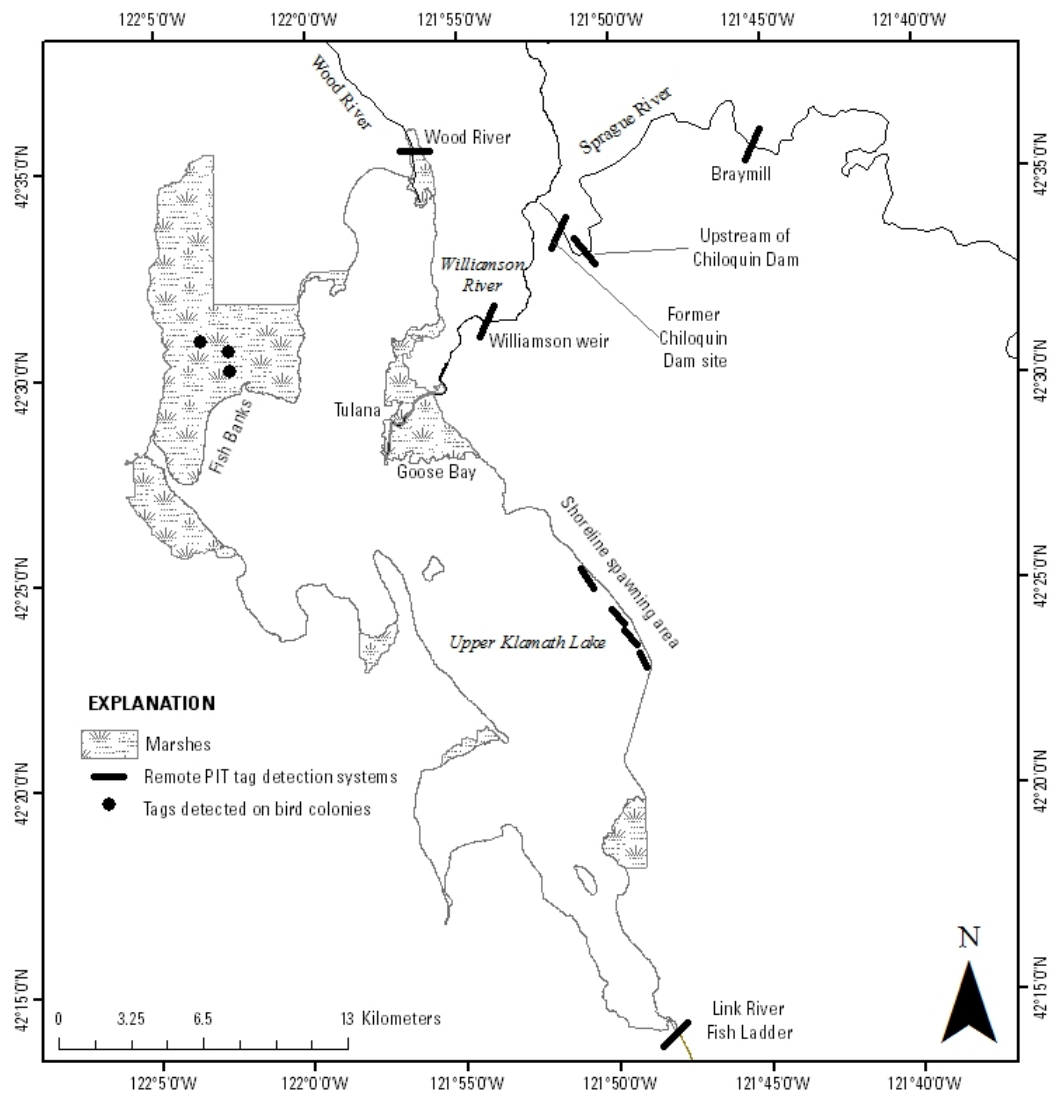 122°5'0"W 122°0'0"W 121°55'0"W 121°50'0"W 121°45'0"W 121°40'0"W
Wood River
Wood River
Sprague River
Braymill
42°35'0"N
42°35'0"N
Upstream of
Chiloquin Dam
Williamson
River
Former
Chiloquin
Dam site
Williamson weir
42°30'0"N
42°30'0"N
Tulana
Fish Banks
Goose Bay
Shoreline spawning area
42°25'0"N
42°25'0"N
Upper Klamath Lake
EXPLANATION
Marshes
Remote PIT tag detection systems
Tags detected on bird colonies
42°20'0"N
42°20'0"N
N
42°15'0"N
42°15'0"N
Link River
Fish Ladder
0 3.25 6.5 13 Kilometers
122°5'0"W 122°0'0"W 121°55'0"W 121°50'0"W 121°45'0"W 121°40'0"W